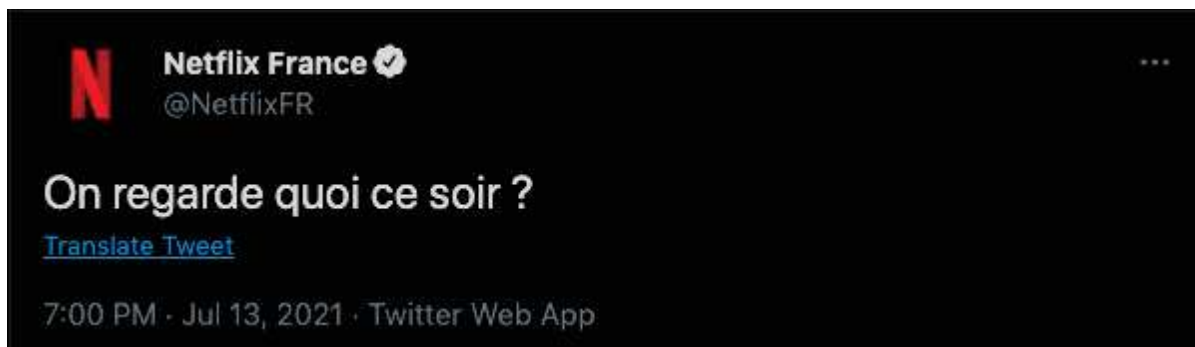 Netflix France
@NetflixFR
On regarde quoi ce soir ?
Translate Tweet
7:00 PM · Jul 13, 2021 · Twitter Web App